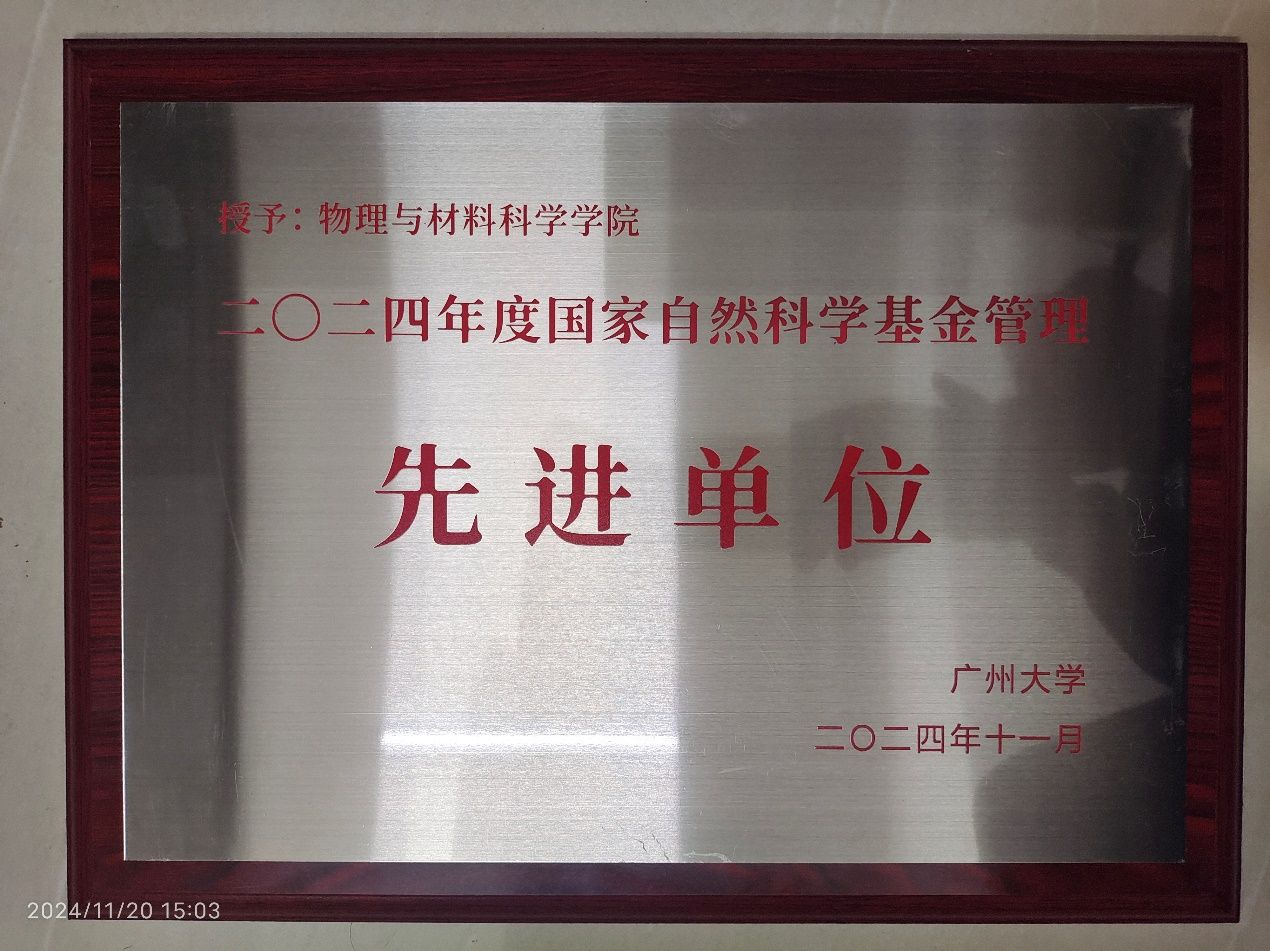 授予：物理与材料科学学院
二〇二四年度国家自然科学基金管理
先进单位
广州大学
二〇二四年十一月
2024/11/20 15:03